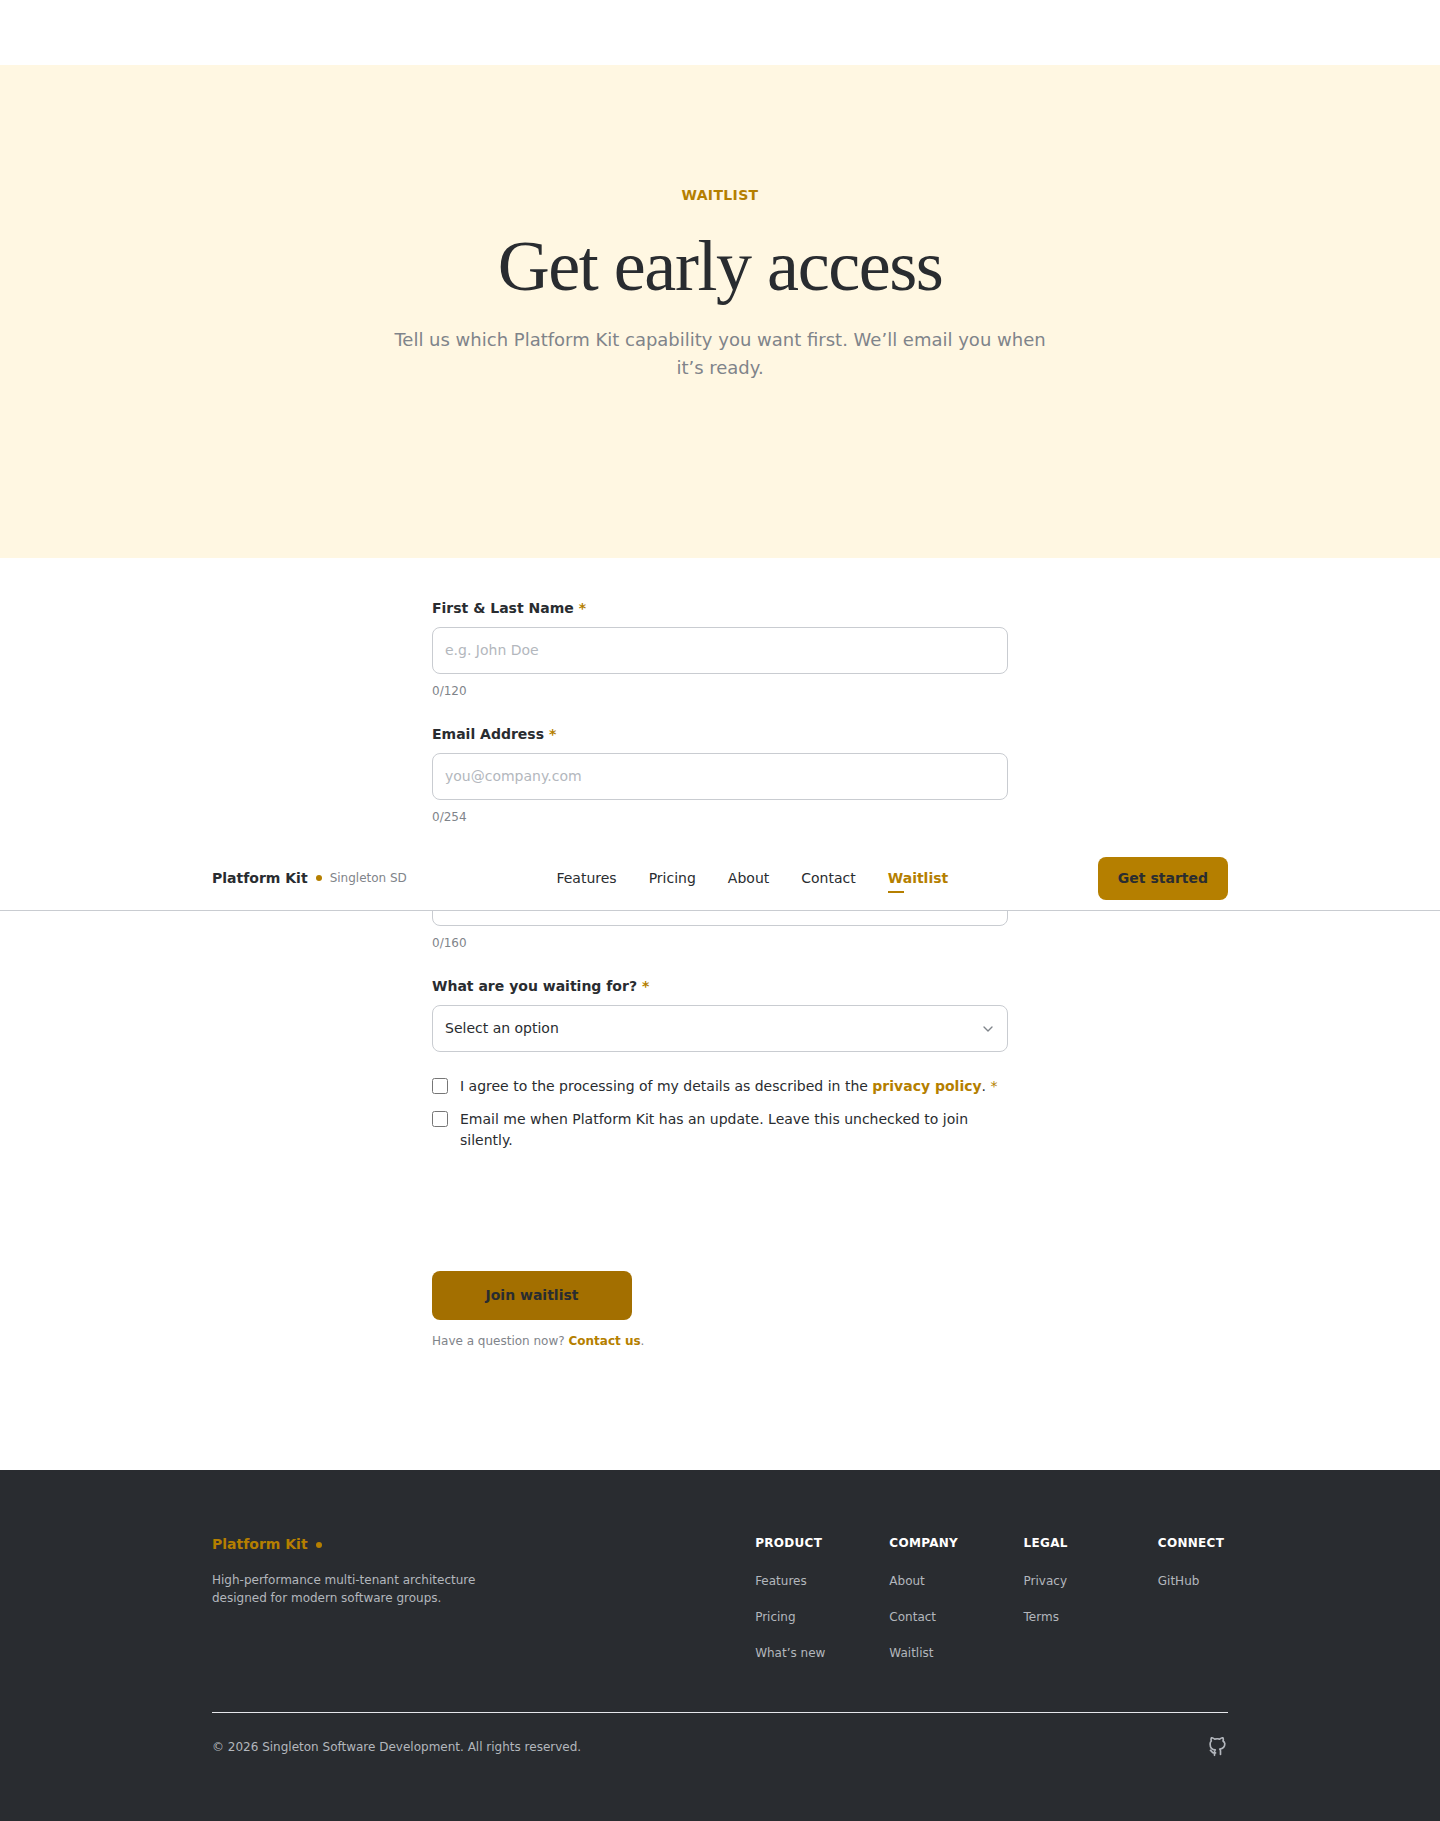 WAITLIST
Get early access
Tell us which Platform Kit capability you want first. We’ll email you when
it’s ready.
First & Last Name *
e.g. John Doe
0/120
Email Address *
you@company.com
0/254
Platform Kit Singleton SD Features Pricing About Contact Waitlist Get started
0/160
What are you waiting for? *
Select an option
I agree to the processing of my details as described in the privacy policy. *
Email me when Platform Kit has an update. Leave this unchecked to join
silently.
Join waitlist
Have a question now? Contact us.
Platform Kit
High-performance multi-tenant architecture
designed for modern software groups.
PRODUCT
Features
Pricing
What’s new
COMPANY
About
Contact
Waitlist
LEGAL
Privacy
Terms
CONNECT
GitHub
© 2026 Singleton Software Development. All rights reserved.